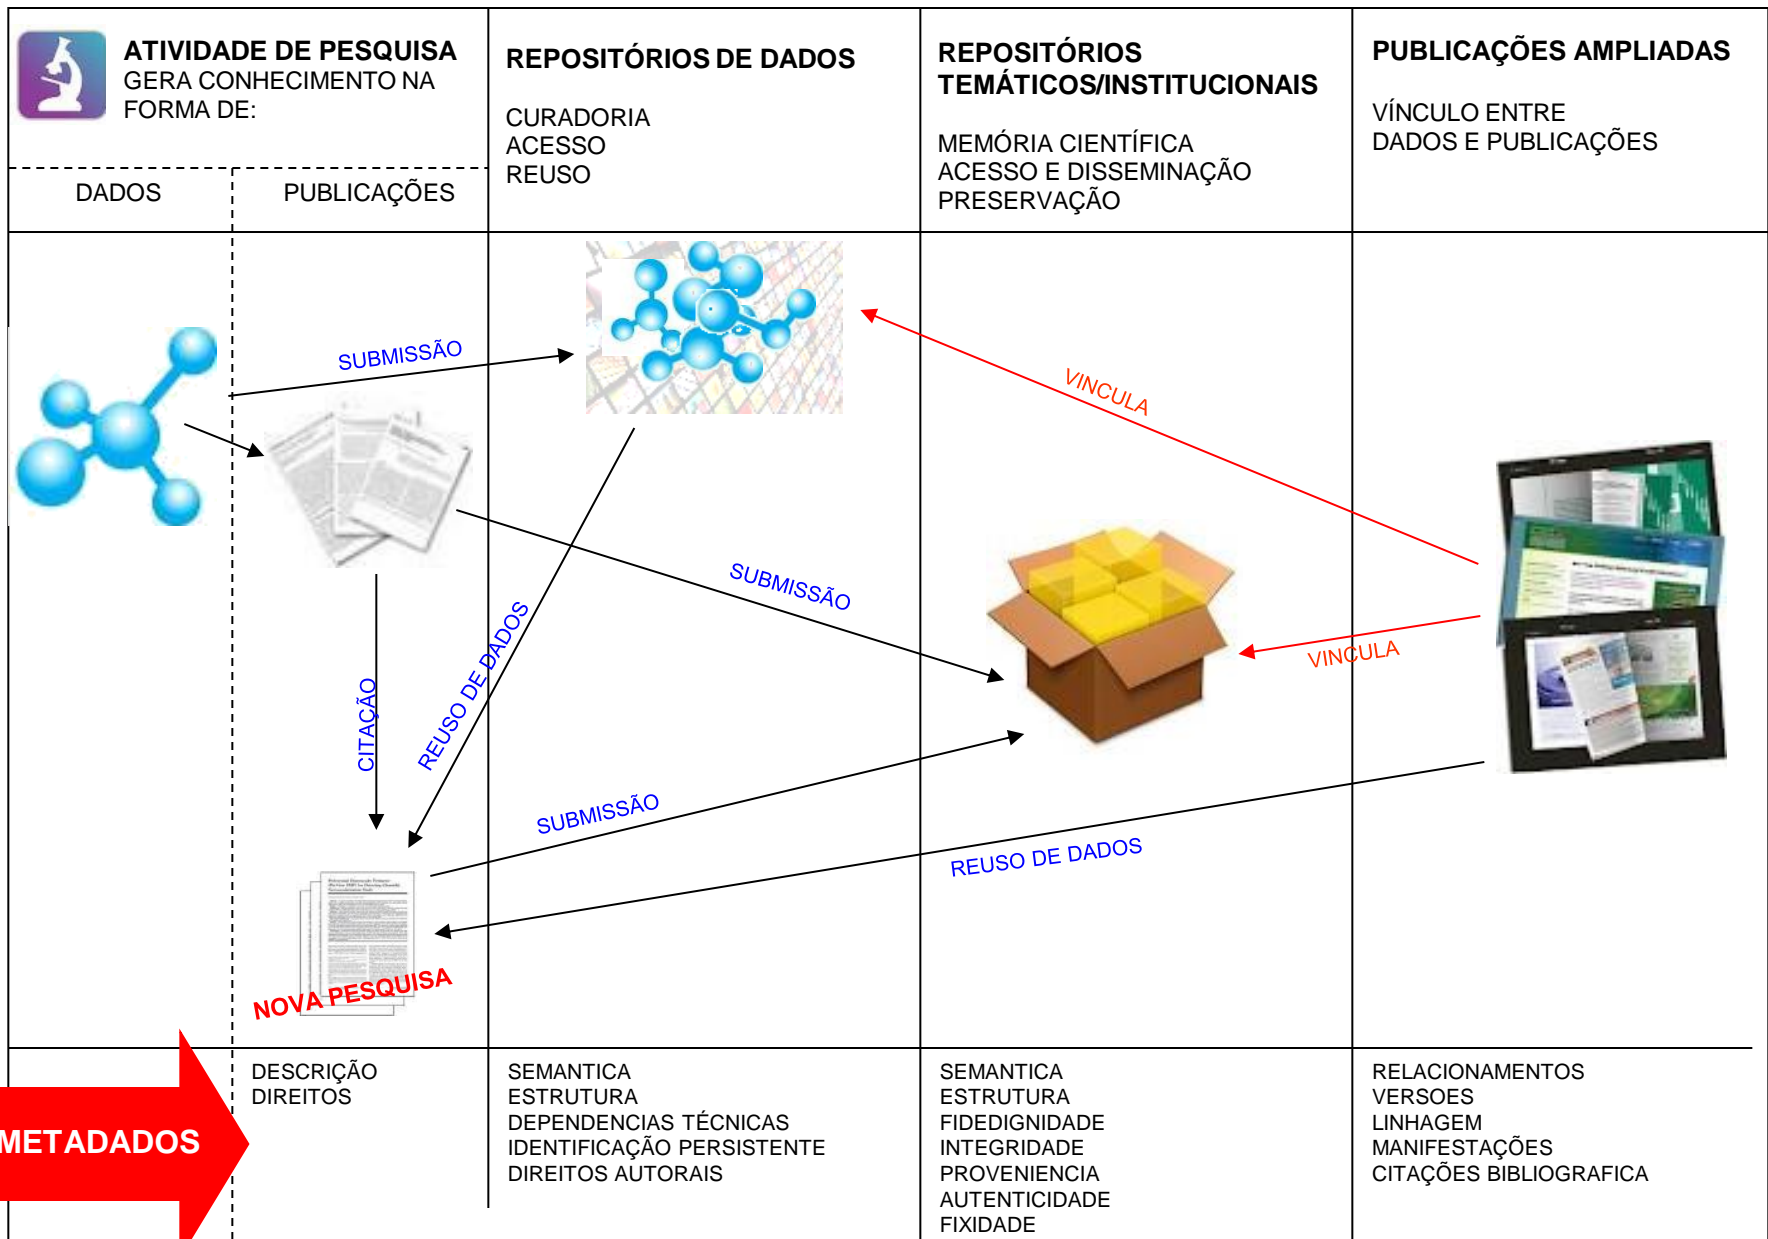 ATIVIDADE DE PESQUISA
GERA CONHECIMENTO NA
FORMA DE:
DADOS
PUBLICAÇÕES
REPOSITÓRIOS DE DADOS
CURADORIA
ACESSO
REUSO
REPOSITÓRIOS
TEMÁTICOS/INSTITUCIONAIS
MEMÓRIA CIENTÍFICA
ACESSO E DISSEMINAÇÃO
PRESERVAÇÃO
PUBLICAÇÕES AMPLIADAS
VÍNCULO ENTRE
DADOS E PUBLICAÇÕES
SUBMISSÃO
VINCULA
SUBMISSÃO
REUSO DE DADOS
VINCULA
CITAÇÃO
SUBMISSÃO
REUSO DE DADOS
NOVA PESQUISA
METADADOS
DESCRIÇÃO
DIREITOS
SEMANTICA
ESTRUTURA
DEPENDENCIAS TÉCNICAS
IDENTIFICAÇÃO PERSISTENTE
DIREITOS AUTORAIS
SEMANTICA
ESTRUTURA
FIDEDIGNIDADE
INTEGRIDADE
PROVENIENCIA
AUTENTICIDADE
FIXIDADE
RELACIONAMENTOS
VERSOES
LINHAGEM
MANIFESTAÇÕES
CITAÇÕES BIBLIOGRAFICA